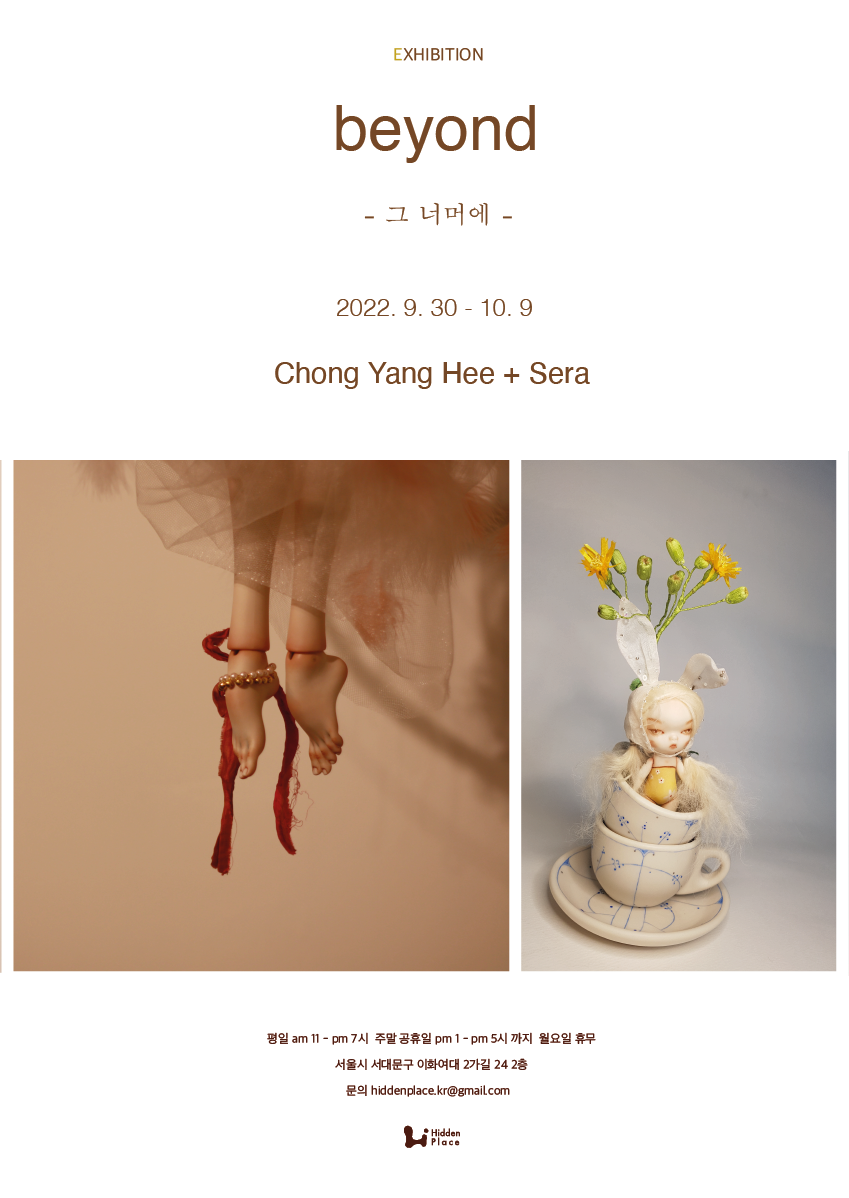 EXHIBITION
beyond
- 그 너머에 -
2022. 9. 30 - 10. 9
Chong Yang Hee + Sera
평일 am 11 - pm 7시 주말 공휴일 pm 1 - pm 5시 까지 월요일 휴무
서울시 서대문구 이화여대 2가길 24 2층
문의 hiddenplace.kr@gmail.com
Hidden
Place